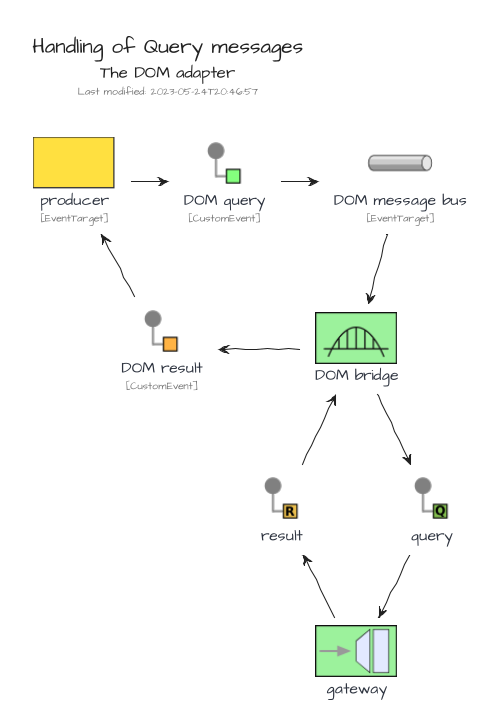 Handling of Query messages
The DOM adapter
Last modified: 2023-05-24T20:46:57
producer
[EventTarget]
DOM query
[CustomEvent]
DOM message bus
[EventTarget]
DOM result
[CustomEvent]
DOM bridge
R
result
Q
query
gateway